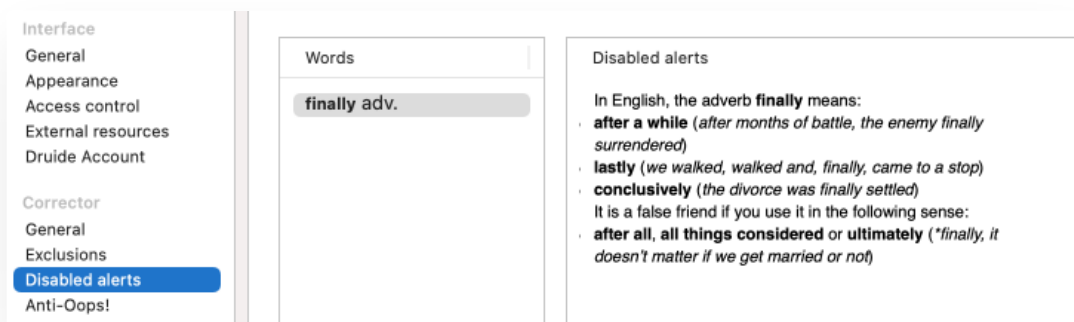 Interface
General
Appearance
Access control
External resources
Druide Account
Corrector
General
Exclusions
Disabled alerts
Anti-Oops!
Words
finally adv.
Disabled alerts
In English, the adverb finally means:
after a while (after months of battle, the enemy finally
surrendered)
lastly (we walked, walked and, finally, came to a stop)
conclusively (the divorce was finally settled)
It is a false friend if you use it in the following sense:
after all, all things considered or ultimately (*finally, it
doesn't matter if we get married or not)